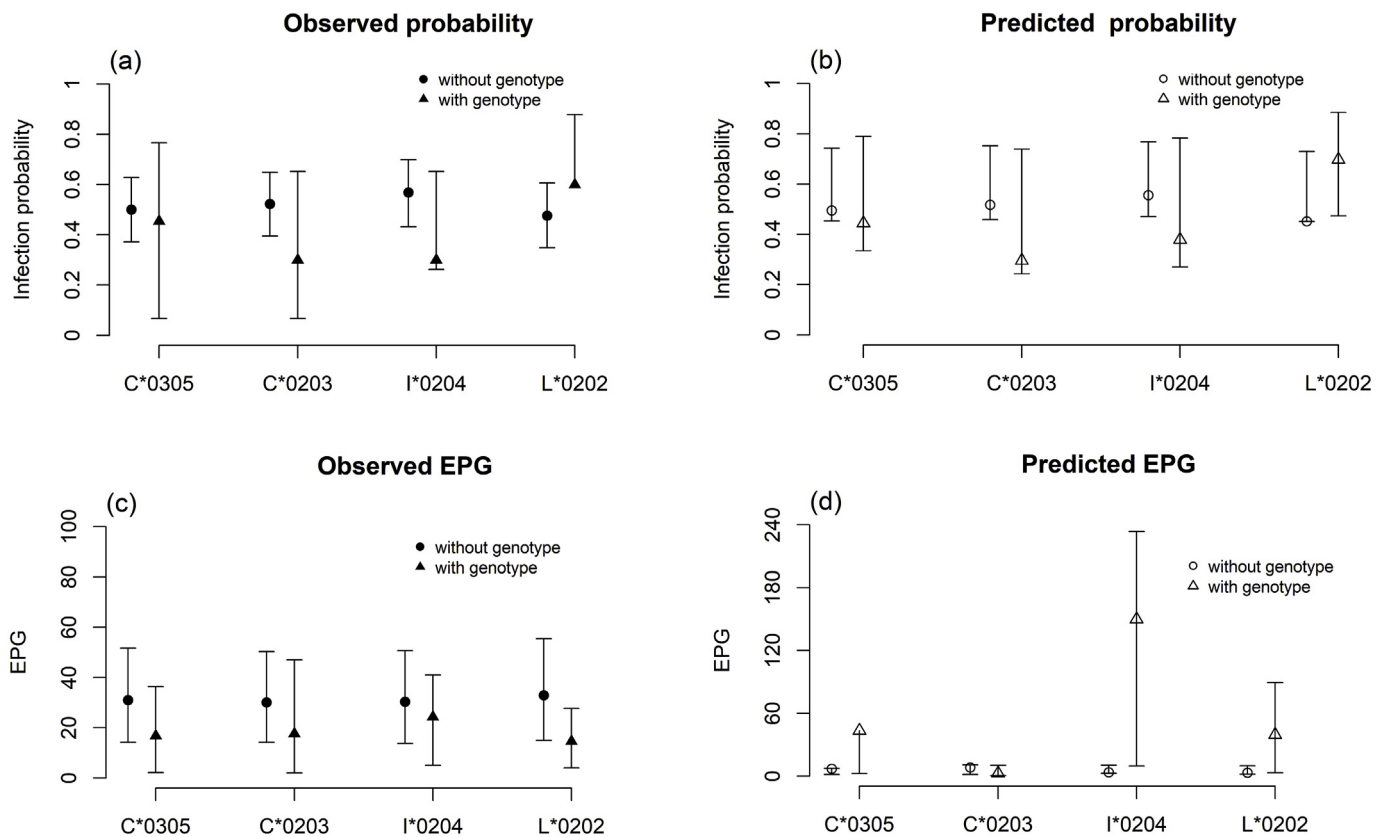 Observed probability
(a)
without genotype
with genotype
Infection probability
1
0.8
0.6
0.4
0.2
0
C*0305 C*0203 I*0204 L*0202
Predicted probability
(b)
without genotype
with genotype
Infection probability
1
0.8
0.6
0.4
0.2
0
C*0305 C*0203 I*0204 L*0202
Observed EPG
(c)
without genotype
with genotype
EPG
100
80
60
40
20
0
C*0305 C*0203 I*0204 L*0202
Predicted EPG
(d)
without genotype
with genotype
EPG
240
180
120
60
0
C*0305 C*0203 I*0204 L*0202